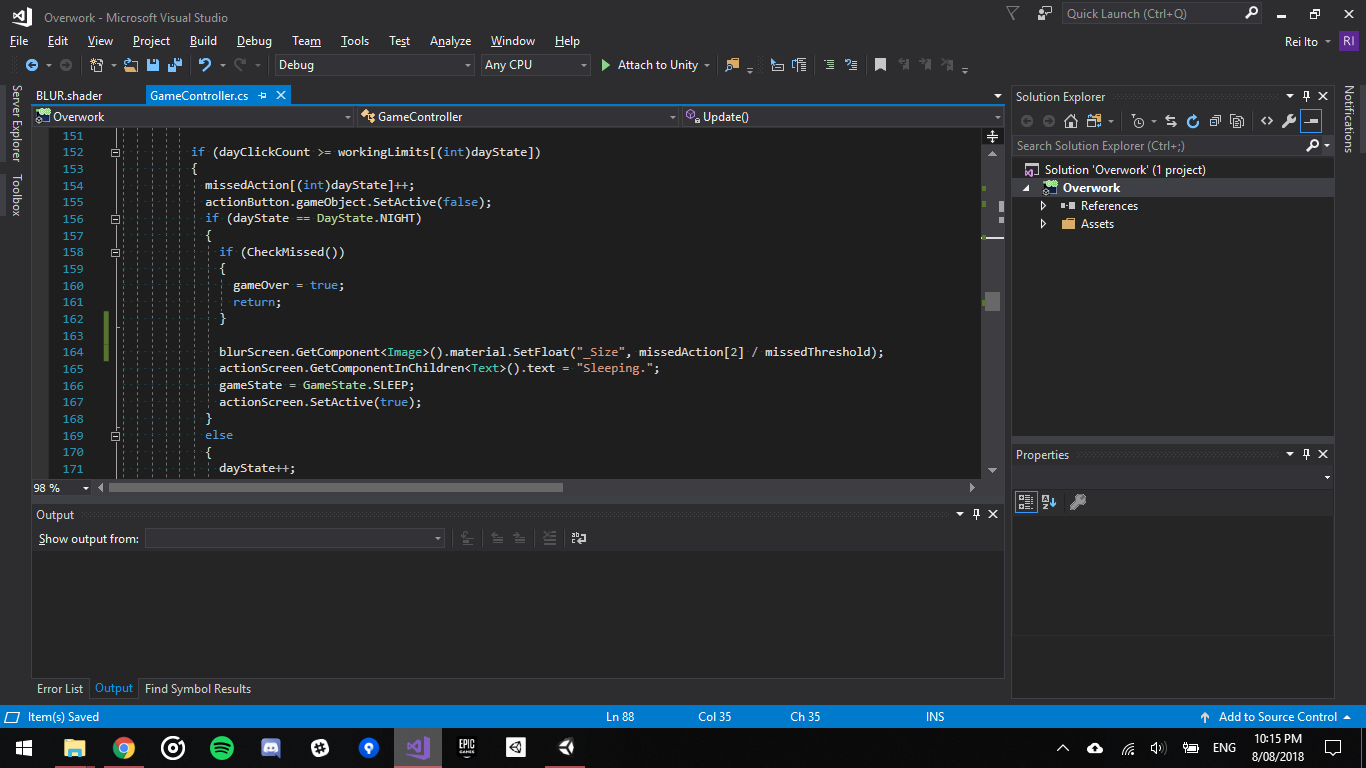 Overwork - Microsoft Visual Studio
Quick Launch (Ctrl+Q)
File Edit View Project Build Debug Team Tools Test Analyze Window Help
Rei Ito RI
Debug Any CPU Attach to Unity
Server Explorer
Toolbox
BLUR.shader GameController.cs
Overwork GameController Update()
151
152 if (dayClickCount >= workingLimits[(int)dayState])
153 {
154 missedAction[(int)dayState]++;
155 actionButton.gameObject.SetActive(false);
156 if (dayState == DayState.NIGHT)
157 {
158 if (CheckMissed())
159 {
160 gameOver = true;
161 return;
162 }
163
164 blurScreen.GetComponent<Image>().material.SetFloat("_Size", missedAction[2] / missedThreshold);
165 actionScreen.GetComponentInChildren<Text>().text = "Sleeping.";
166 gameState = GameState.SLEEP;
167 actionScreen.SetActive(true);
168 }
169 else
170 {
171 dayState++;
98 %
Output
Show output from:
Error List Output Find Symbol Results
Solution Explorer
Search Solution Explorer (Ctrl+;)
Solution 'Overwork' (1 project)
Overwork
References
Assets
Properties
Notifications
Item(s) Saved Ln 88 Col 35 Ch 35 INS Add to Source Control
EPIC GAMES
ENG
10:15 PM
8/08/2018